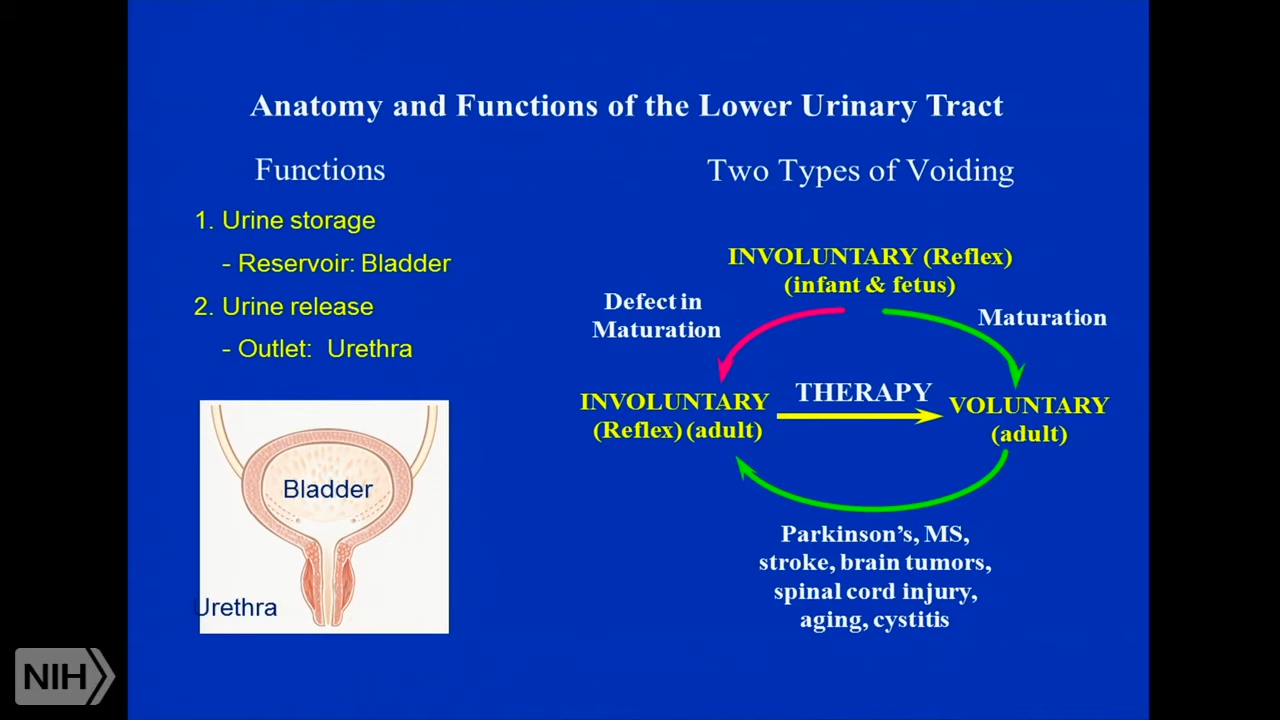 Anatomy and Functions of the Lower Urinary Tract
Functions
1. Urine storage
- Reservoir: Bladder
2. Urine release
- Outlet: Urethra
Bladder
Urethra
Two Types of Voiding
INVOLUNTARY (Reflex)
(infant & fetus)
Defect in
Maturation
Maturation
INVOLUNTARY
(Reflex) (adult)
THERAPY
VOLUNTARY
(adult)
Parkinson's, MS,
stroke, brain tumors,
spinal cord injury,
aging, cystitis
NIH